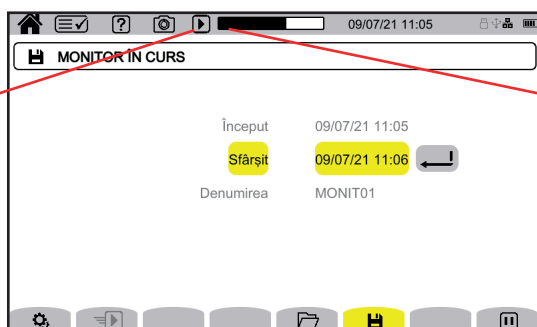 09/07/21 11:05
MONITOR ÎN CURS
Început 09/07/21 11:05
Sfârșit 09/07/21 11:06
Denumirea MONIT01